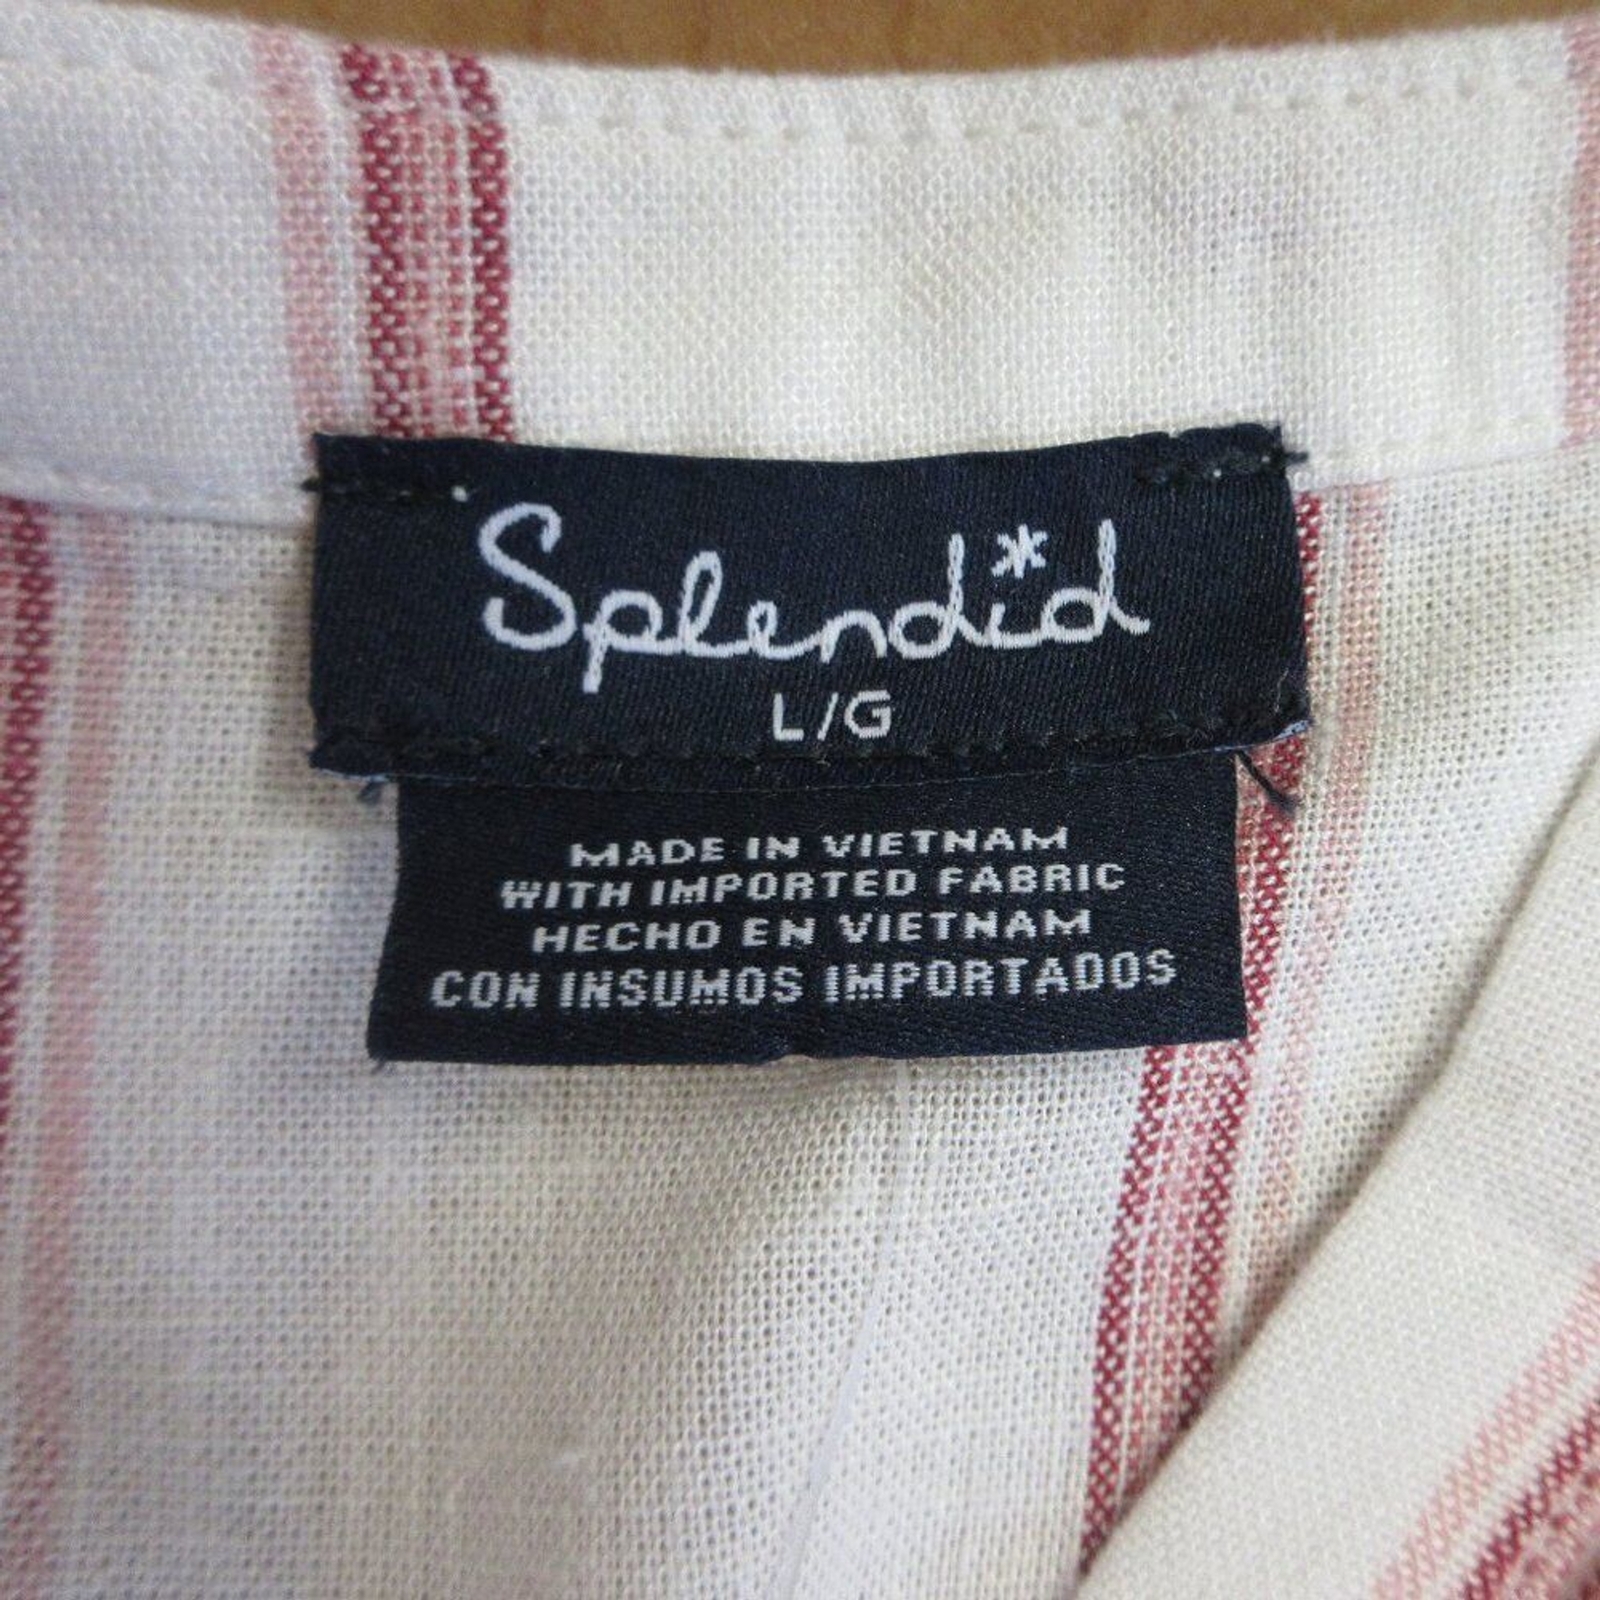 Splendid
L/G
MADE IN VIETNAM
WITH IMPORTED FABRIC
HECHO EN VIETNAM
CON INSUMOS IMPORTADOS